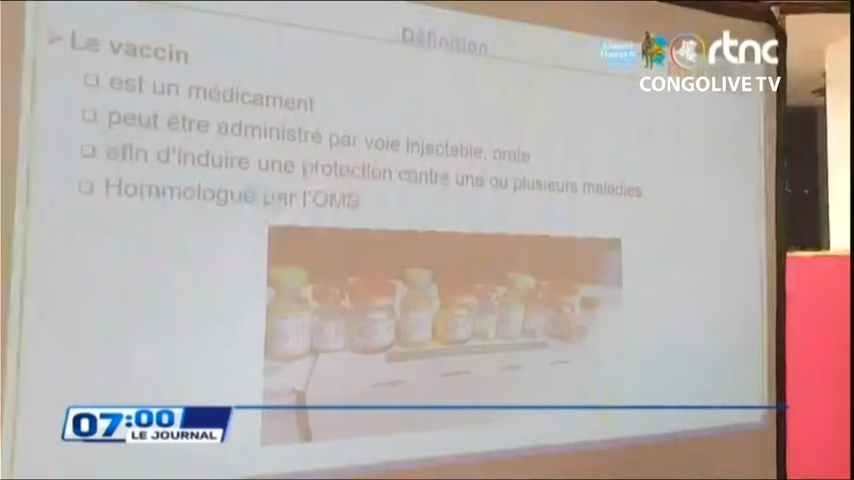 Définition
rtnc
CONGOLIVE TV
Le vaccin
est un médicament
peut être administré par voie injectable, orale
afin d'induire une protection contre une ou plusieurs maladies
Hommologué par l'OMS
07:00
LE JOURNAL